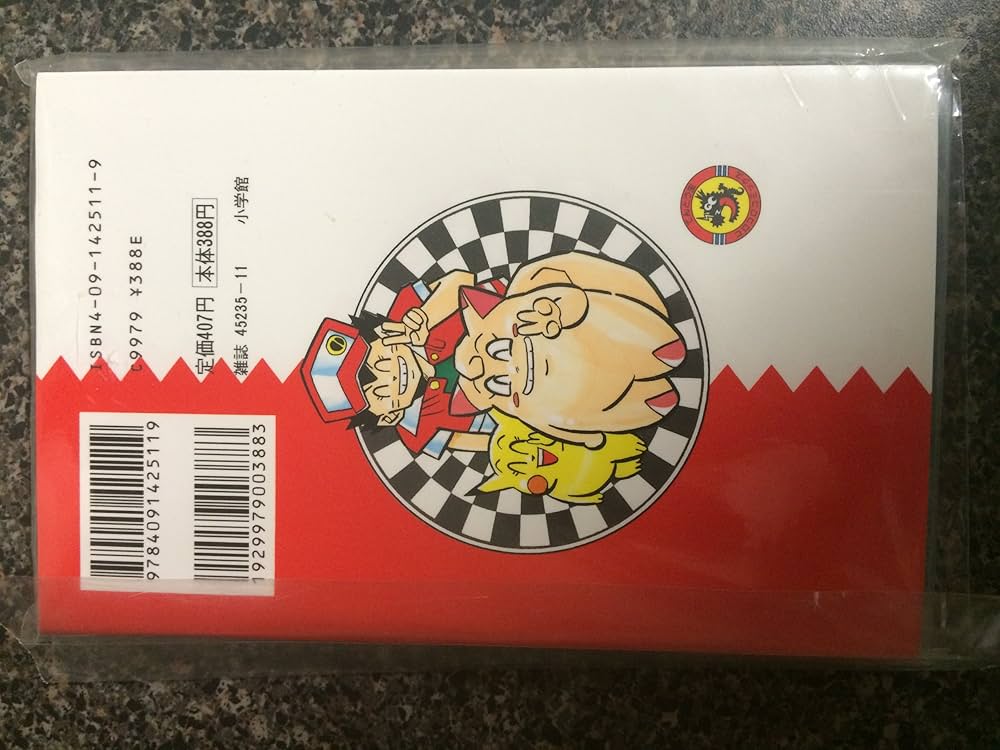 ISBN4-09-142511-9
C9979 ¥388E
定価407円 本体388円
雑誌 45235-11 小学館
9784091425119
1929979003883